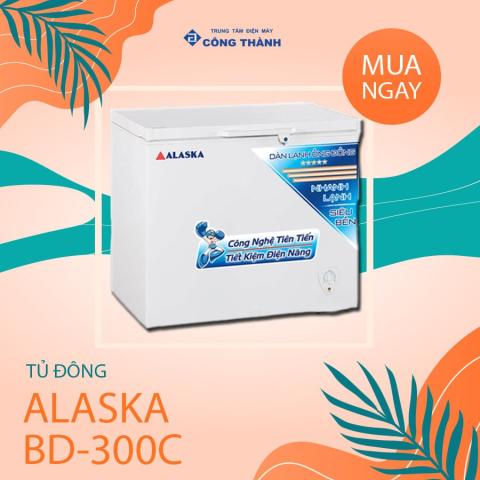 TRUNG TÂM ĐIỆN MÁY
CÔNG THÀNH
MUA
NGAY
ALASKA
DÀN LẠNH ỐNG ĐỒNG
NHANH
LẠNH
SIÊU
BỀN
Công Nghệ Tiên Tiến
Tiết Kiệm Điện Năng
TỦ ĐÔNG
ALASKA
BD-300C